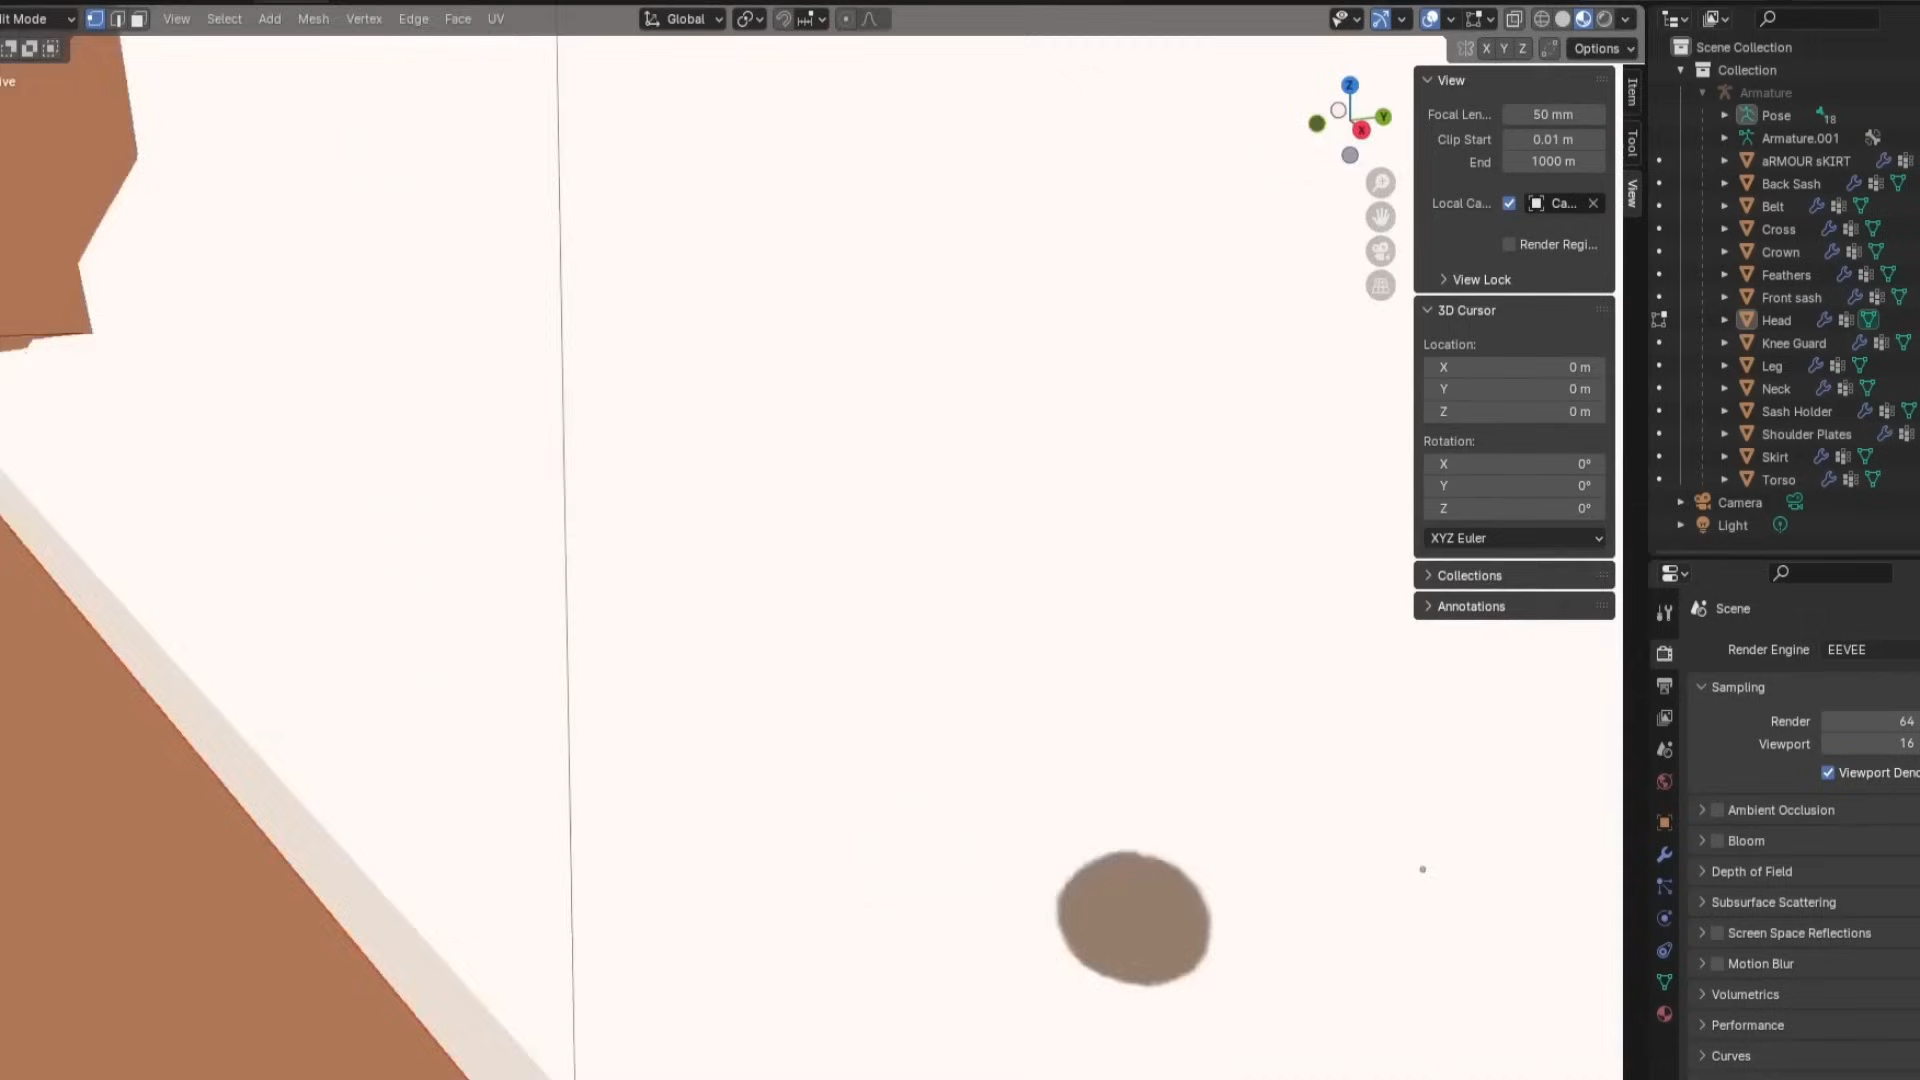 it Mode View Select Add Mesh Vertex Edge Face UV Global
X Y Z Options
ive
Z
Y
X
View
Focal Len... 50 mm
Clip Start 0.01 m
End 1000 m
Local Ca... Ca...
Render Regi...
View Lock
3D Cursor
Location:
X 0 m
Y 0 m
Z 0 m
Rotation:
X 0°
Y 0°
Z 0°
XYZ Euler
Collections
Annotations
Item
Tool
View
Scene Collection
Collection
Armature
Pose 18
Armature.001
aRMOUR sKIRT
Back Sash
Belt
Cross
Crown
Feathers
Front sash
Head
Knee Guard
Leg
Neck
Sash Holder
Shoulder Plates
Skirt
Torso
Camera
Light
Scene
Render Engine EEVEE
Sampling
Render 64
Viewport 16
Viewport Deno
Ambient Occlusion
Bloom
Depth of Field
Subsurface Scattering
Screen Space Reflections
Motion Blur
Volumetrics
Performance
Curves